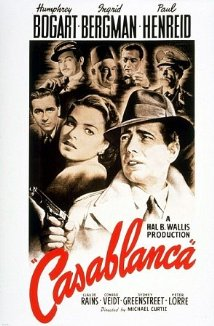 Humphrey Ingrid Paul
BOGART · BERGMAN · HENREID
A
HAL B. WALLIS
PRODUCTION
"Casablanca"
CLAUDE CONRAD SYDNEY PETER
RAINS · VEIDT · GREENSTREET · LORRE
Directed by MICHAEL CURTIZ